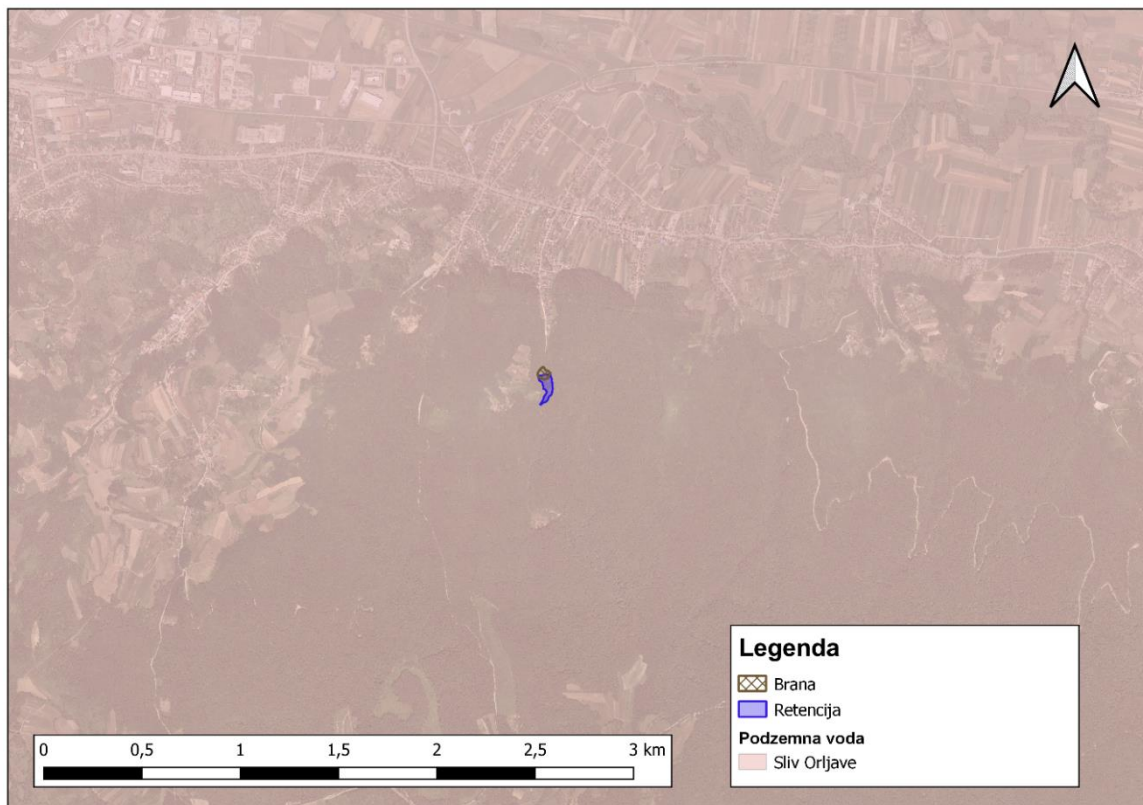 Legenda
Brana
Retencija
Podzemna voda
Sliv Orljave
0 0,5 1 1,5 2 2,5 3 km